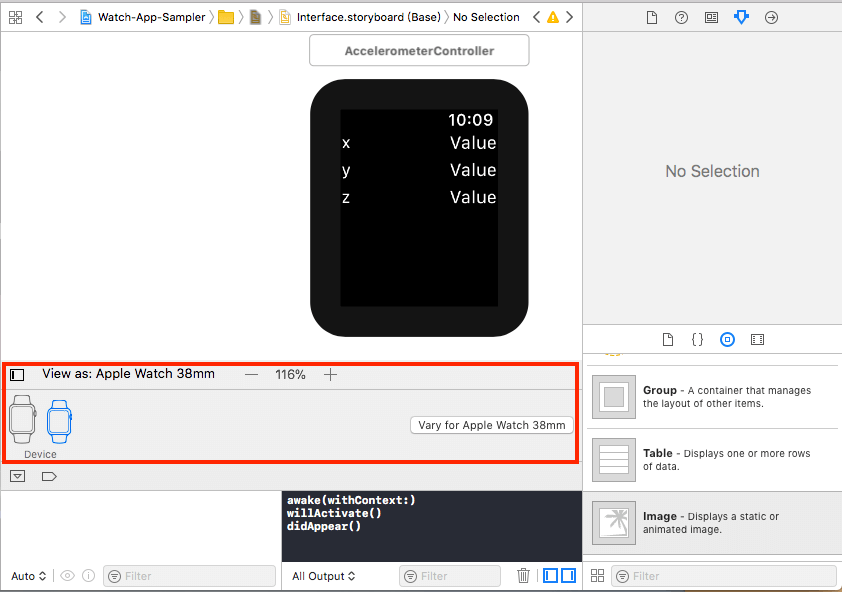 Watch-App-Sampler
Interface.storyboard (Base)
No Selection
AccelerometerController
10:09
x Value
y Value
z Value
View as: Apple Watch 38mm
116%
Device
Vary for Apple Watch 38mm
awake(withContext:)
willActivate()
didAppear()
Auto
Filter
All Output
Filter
No Selection
{}
Group - A container that manages
the layout of other items.
Table - Displays one or more rows
of data.
Image - Displays a static or
animated image.
Filter